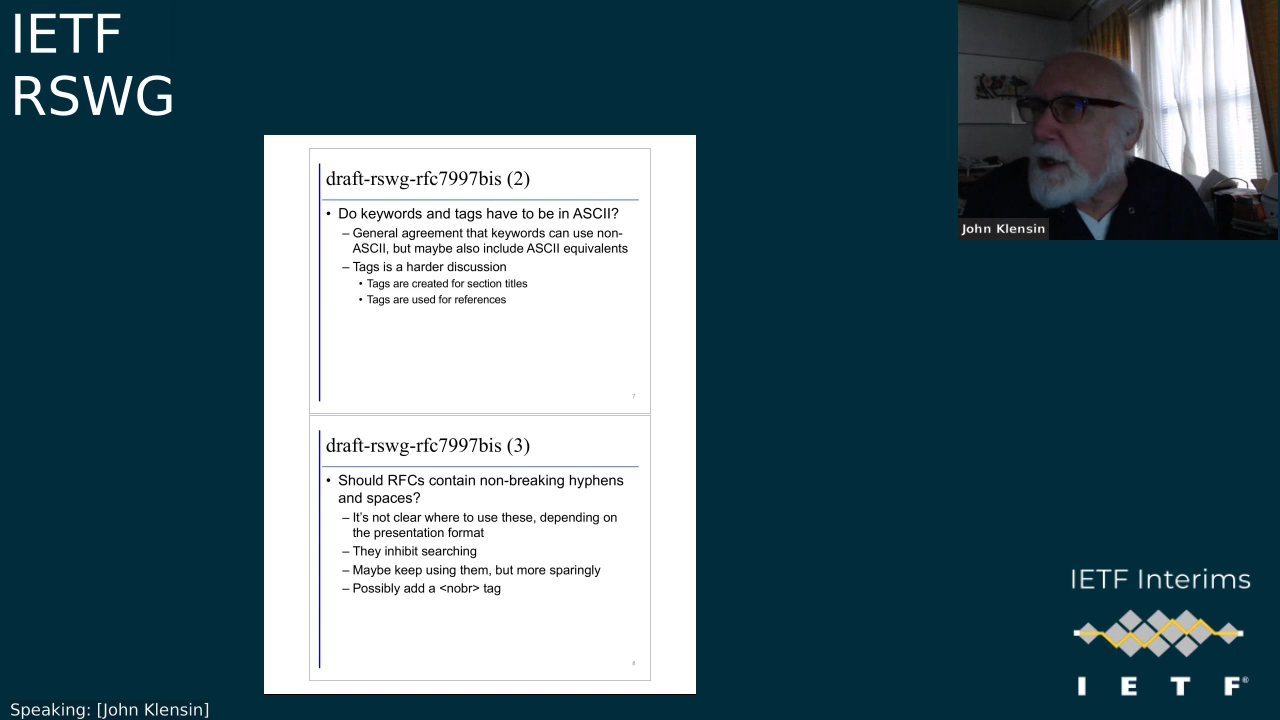 IETF
RSWG
draft-rswg-rfc7997bis (2)
• Do keywords and tags have to be in ASCII?
– General agreement that keywords can use non-
ASCII, but maybe also include ASCII equivalents
– Tags is a harder discussion
• Tags are created for section titles
• Tags are used for references
7
draft-rswg-rfc7997bis (3)
• Should RFCs contain non-breaking hyphens
and spaces?
– It’s not clear where to use these, depending on
the presentation format
– They inhibit searching
– Maybe keep using them, but more sparingly
– Possibly add a <nobr> tag
8
John Klensin
IETF Interims
I E T F®
Speaking: [John Klensin]